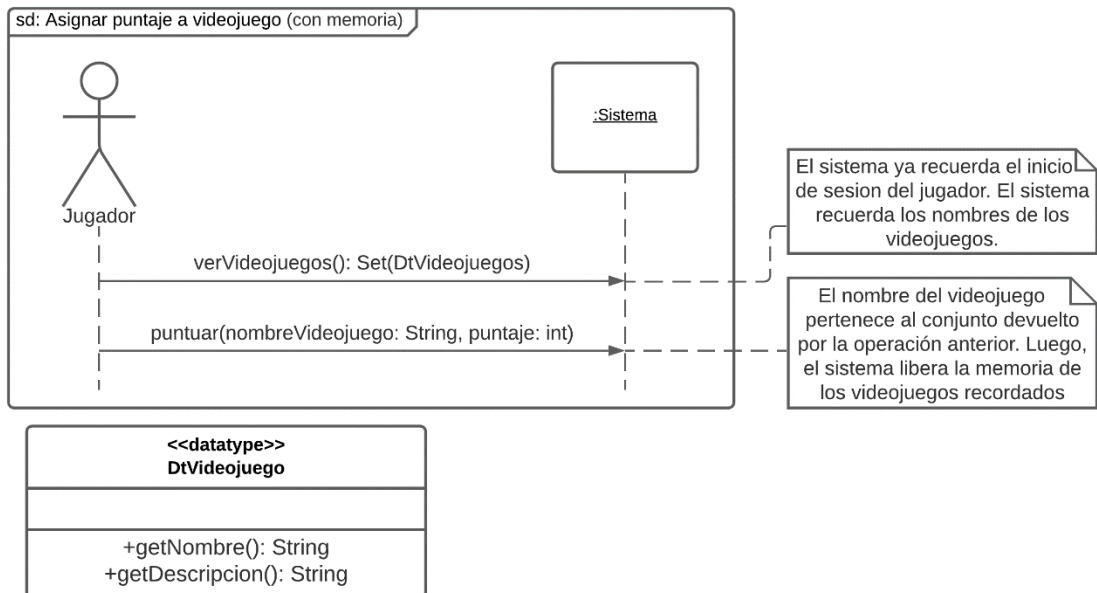 sd: Asignar puntaje a videojuego (con memoria)
:Sistema
Jugador
El sistema ya recuerda el inicio
de sesion del jugador. El sistema
recuerda los nombres de los
videojuegos.
verVideojuegos(): Set(DtVideojuegos)
puntuar(nombreVideojuego: String, puntaje: int)
El nombre del videojuego
pertenece al conjunto devuelto
por la operación anterior. Luego,
el sistema libera la memoria de
los videojuegos recordados
<<datatype>>
DtVideojuego
+getNombre(): String
+getDescripcion(): String